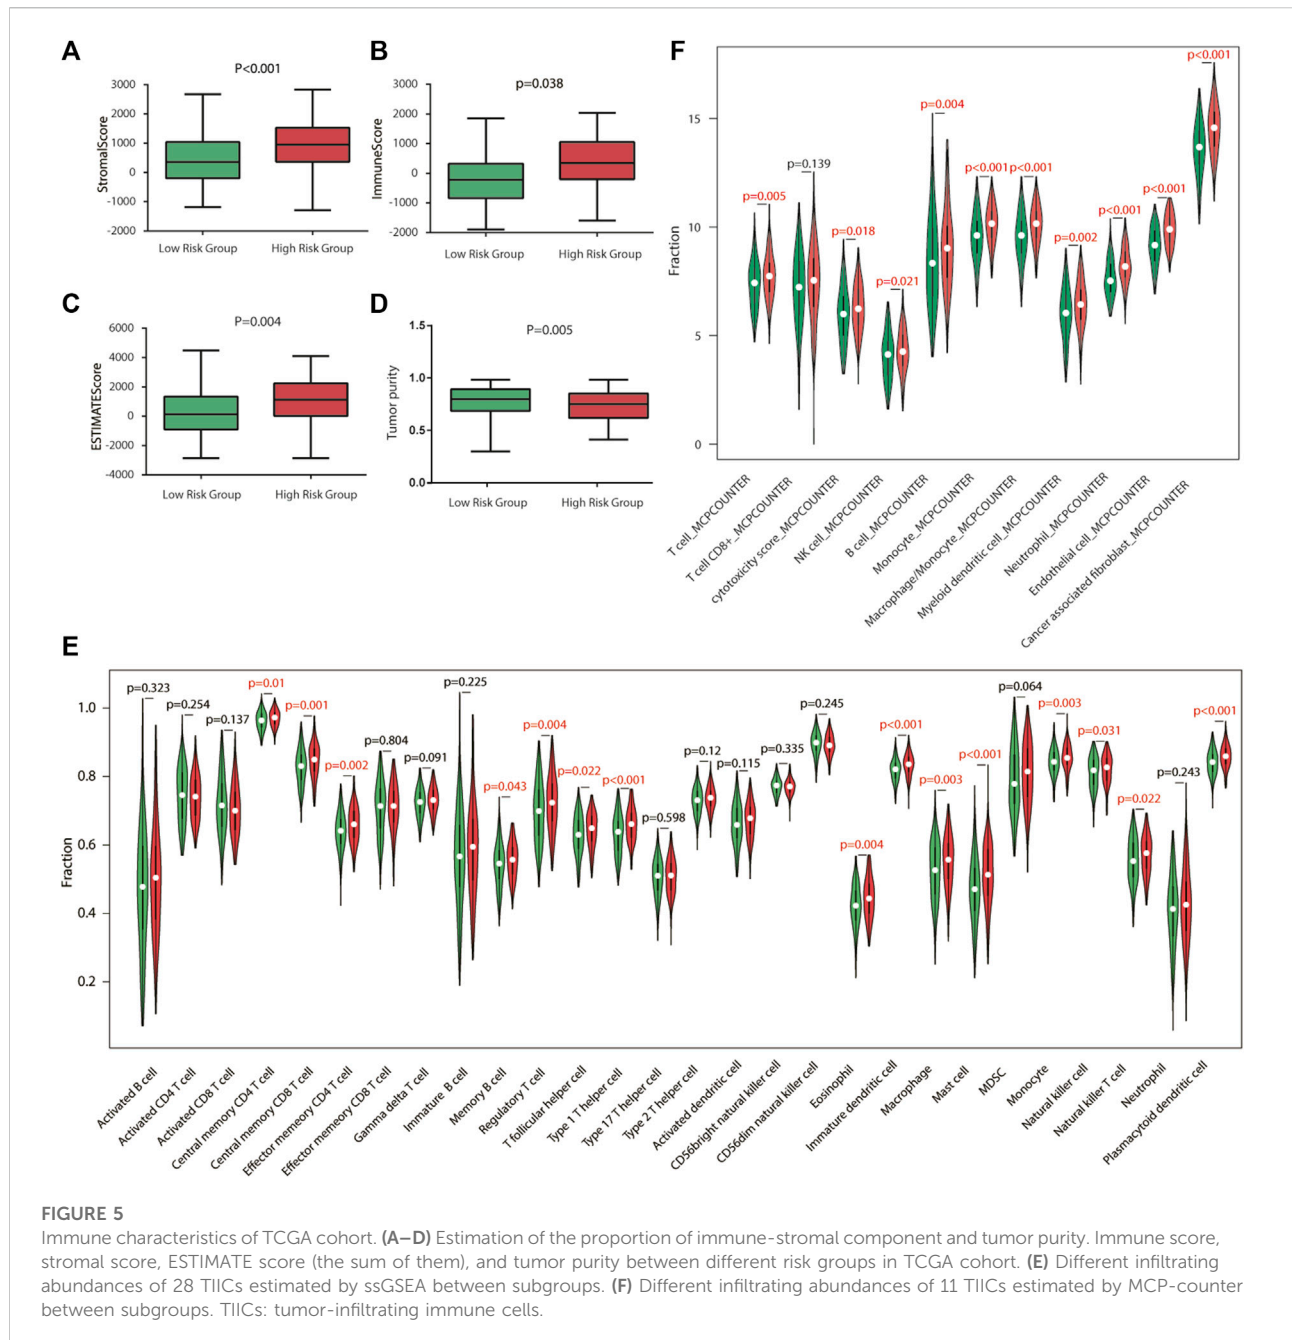 A
P<0.001
StromalScore
3000
2000
1000
0
-1000
-2000
Low Risk Group
High Risk Group
B
p=0.038
ImmuneScore
3000
2000
1000
0
-1000
-2000
Low Risk Group
High Risk Group
C
P=0.004
ESTIMATEScore
6000
4000
2000
0
-2000
-4000
Low Risk Group
High Risk Group
D
P=0.005
Tumor purity
1.5
1.0
0.5
0.0
Low Risk Group
High Risk Group
F
Fraction
15
10
5
0
p=0.005
p=0.139
p=0.018
p=0.021
p=0.004
p<0.001
p<0.001
p=0.002
p<0.001
p<0.001
p<0.001
T cell_MCPCOUNTER
T cell CD8+_MCPCOUNTER
cytotoxicity score_MCPCOUNTER
NK cell_MCPCOUNTER
B cell_MCPCOUNTER
Monocyte_MCPCOUNTER
Macrophage/Monocyte_MCPCOUNTER
Myeloid dendritic cell_MCPCOUNTER
Neutrophil_MCPCOUNTER
Endothelial cell_MCPCOUNTER
Cancer associated fibroblast_MCPCOUNTER
E
Fraction
1.0
0.8
0.6
0.4
0.2
p=0.323
p=0.254
p=0.137
p=0.01
p=0.001
p=0.002
p=0.804
p=0.091
p=0.225
p=0.043
p=0.004
p=0.022
p<0.001
p=0.598
p=0.12
p=0.115
p=0.335
p=0.245
p=0.004
p<0.001
p=0.003
p<0.001
p=0.064
p=0.003
p=0.031
p=0.022
p=0.243
p<0.001
Activated B cell
Activated CD4 T cell
Activated CD8 T cell
Central memory CD4 T cell
Central memory CD8 T cell
Effector memory CD4 T cell
Effector memory CD8 T cell
Gamma delta T cell
Immature B cell
Memory B cell
Regulatory T cell
T follicular helper cell
Type 1 T helper cell
Type 17 T helper cell
Type 2 T helper cell
Activated dendritic cell
CD56bright natural killer cell
CD56dim natural killer cell
Eosinophil
Immature dendritic cell
Macrophage
Mast cell
MDSC
Monocyte
Natural killer cell
Natural killer T cell
Neutrophil
Plasmacytoid dendritic cell
FIGURE 5
Immune characteristics of TCGA cohort. (A–D) Estimation of the proportion of immune-stromal component and tumor purity. Immune score,
stromal score, ESTIMATE score (the sum of them), and tumor purity between different risk groups in TCGA cohort. (E) Different infiltrating
abundances of 28 TIICs estimated by ssGSEA between subgroups. (F) Different infiltrating abundances of 11 TIICs estimated by MCP-counter
between subgroups. TIICs: tumor-infiltrating immune cells.